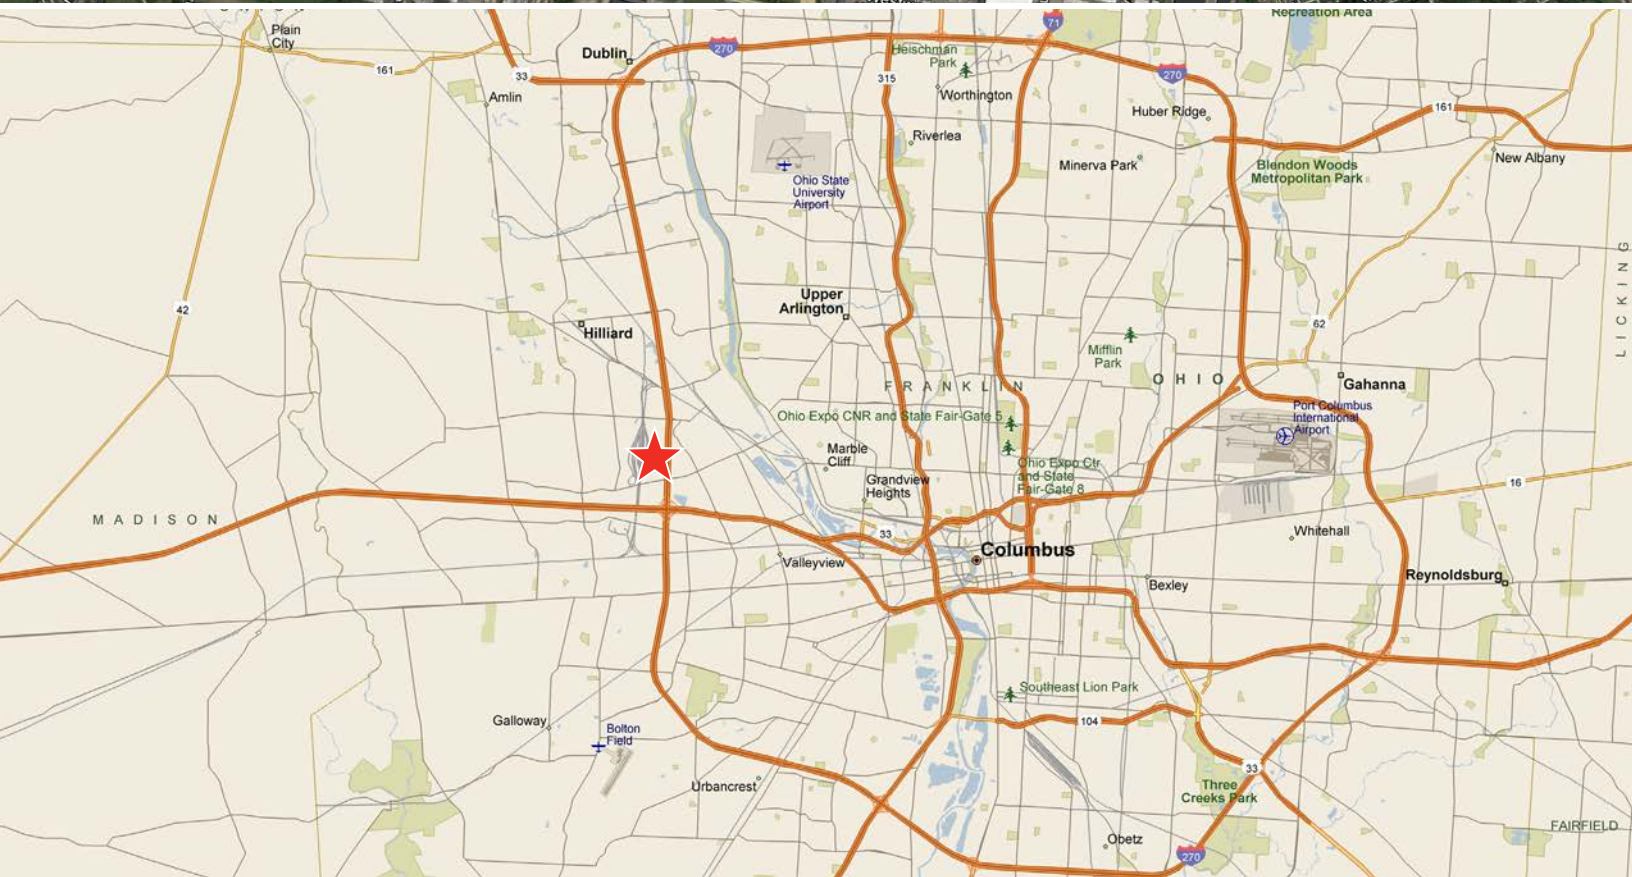 Recreation Area
71
Plain
City
Dublin
270
161
33
Heischman
Park
315
270
Amlin
Worthington
Huber Ridge
161
Riverlea
Minerva Park
Blendon Woods
Metropolitan Park
New Albany
Ohio State
University
Airport
LICKING
42
Upper
Arlington
Hilliard
62
Mifflin
Park
FRANKLIN
OHIO
Gahanna
Port Columbus
International
Airport
Ohio Expo CNR and State Fair-Gate 5
Marble
Cliff
Ohio Expo Ctr
and State
Fair-Gate 8
Grandview
Heights
16
MADISON
33
Whitehall
Columbus
Valleyview
Bexley
Reynoldsburg
Southeast Lion Park
Galloway
104
Bolton
Field
33
Urbancrest
Three
Creeks Park
FAIRFIELD
Obetz
270